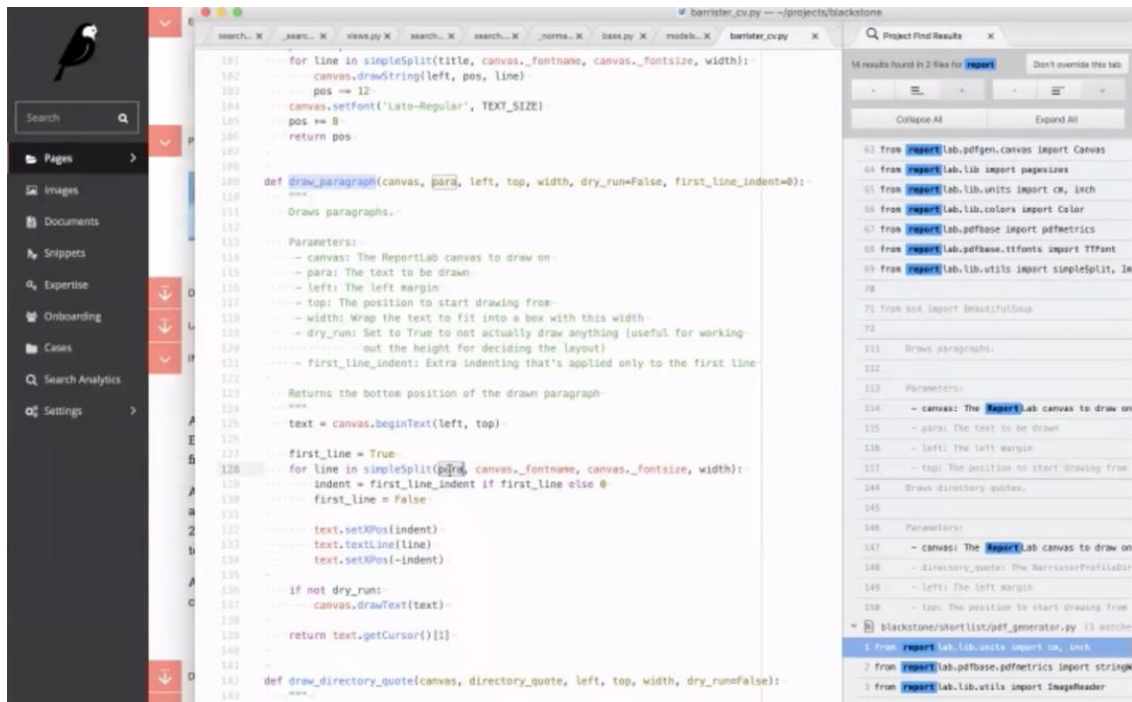 barrister_cv.py — ~/projects/blackstone
search... X
_searc... X
views.py X
search... X
search... X
_norma... X
base.py X
models... X
barrister_cv.py X
Project Find Results X
Search
Pages
Images
Documents
Snippets
Expertise
Onboarding
Cases
Search Analytics
Settings
101 for line in simpleSplit(title, canvas._fontname, canvas._fontsize, width):
102 canvas.drawString(left, pos, line)
103 pos -= 12
104 canvas.setFont('Lato-Regular', TEXT_SIZE)
105 pos += 8
106 return pos
107
108
109 def draw_paragraph(canvas, para, left, top, width, dry_run=False, first_line_indent=0):
110 """
111 Draws paragraphs.
112
113 Parameters:
114 - canvas: The ReportLab canvas to draw on
115 - para: The text to be drawn
116 - left: The left margin
117 - top: The position to start drawing from
118 - width: Wrap the text to fit into a box with this width
119 - dry_run: Set to True to not actually draw anything (useful for working
120 out the height for deciding the layout)
121 - first_line_indent: Extra indenting that's applied only to the first line
122
123 Returns the bottom position of the drawn paragraph
124 """
125 text = canvas.beginText(left, top)
126
127 first_line = True
128 for line in simpleSplit(para, canvas._fontname, canvas._fontsize, width):
129 indent = first_line_indent if first_line else 0
130 first_line = False
131
132 text.setXPos(indent)
133 text.textLine(line)
134 text.setXPos(-indent)
135
136 if not dry_run:
137 canvas.drawText(text)
138
139 return text.getCursor()[1]
140
141
142 def draw_directory_quote(canvas, directory_quote, left, top, width, dry_run=False):
143 """
14 results found in 2 files for report
Don't override this tab
Collapse All
Expand All
63 from reportlab.pdfgen.canvas import Canvas
64 from reportlab.lib import pagesizes
65 from reportlab.lib.units import cm, inch
66 from reportlab.lib.colors import Color
67 from reportlab.pdfbase import pdfmetrics
68 from reportlab.pdfbase.ttfonts import TTFont
69 from reportlab.lib.utils import simpleSplit, Im
70
71 from bs4 import BeautifulSoup
72
111 Draws paragraphs.
112
113 Parameters:
114 - canvas: The ReportLab canvas to draw on
115 - para: The text to be drawn
116 - left: The left margin
117 - top: The position to start drawing from
144 Draws directory quotes.
145
146 Parameters:
147 - canvas: The ReportLab canvas to draw on
148 - directory_quote: The BarristerProfileDir
149 - left: The left margin
150 - top: The position to start drawing from
blackstone/shortlist/pdf_generator.py (3 matche
1 from reportlab.lib.units import cm, inch
2 from reportlab.pdfbase.pdfmetrics import stringW
3 from reportlab.lib.utils import ImageReader